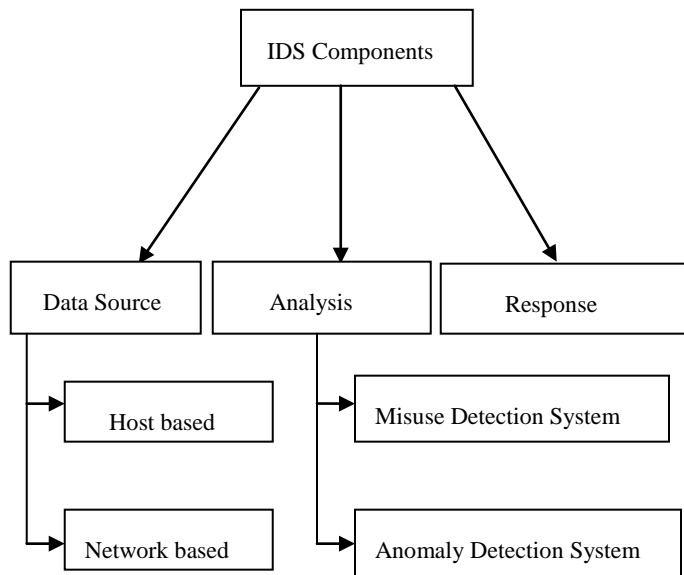 IDS Components
Data Source
Analysis
Response
Host based
Misuse Detection System
Network based
Anomaly Detection System